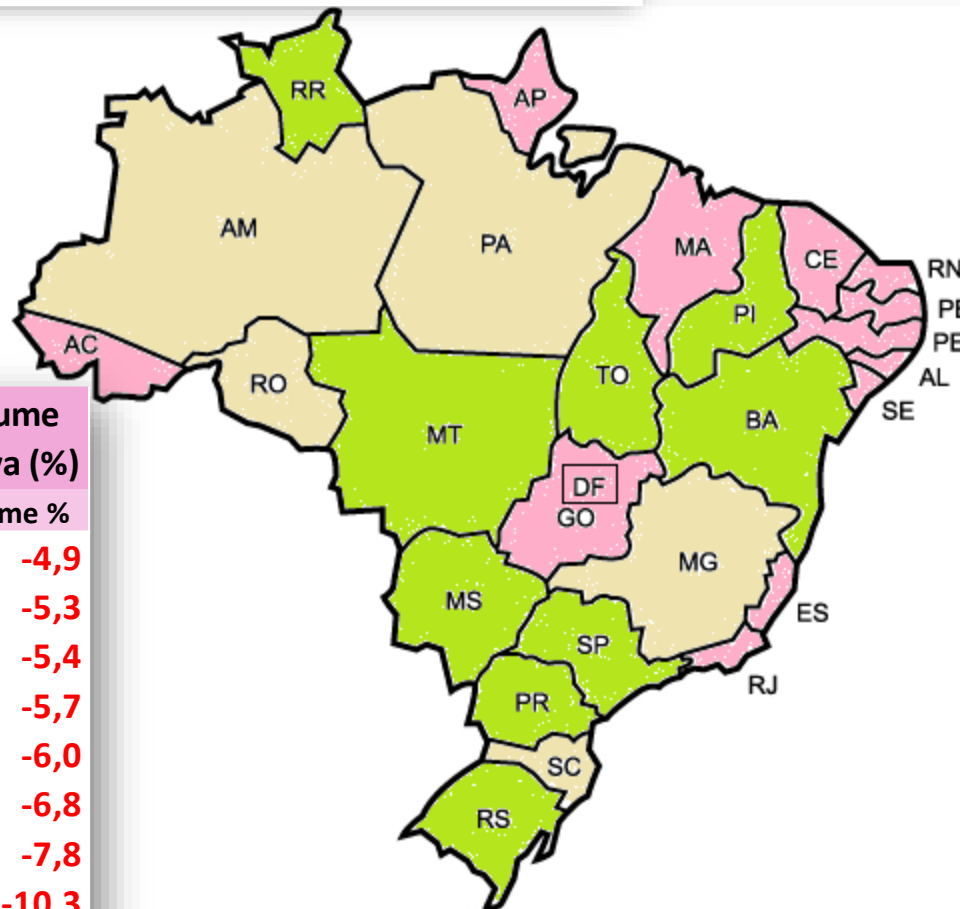 RR
AP
AM
PA
MA
CE
RN
PI
AC
RO
TO
AL
SE
MT
BA
DF
GO
MG
MS
ES
SP
RJ
PR
SC
RS
(%)
%
-4,9
-5,3
-5,4
-5,7
-6,0
-6,8
-7,8
-10,3